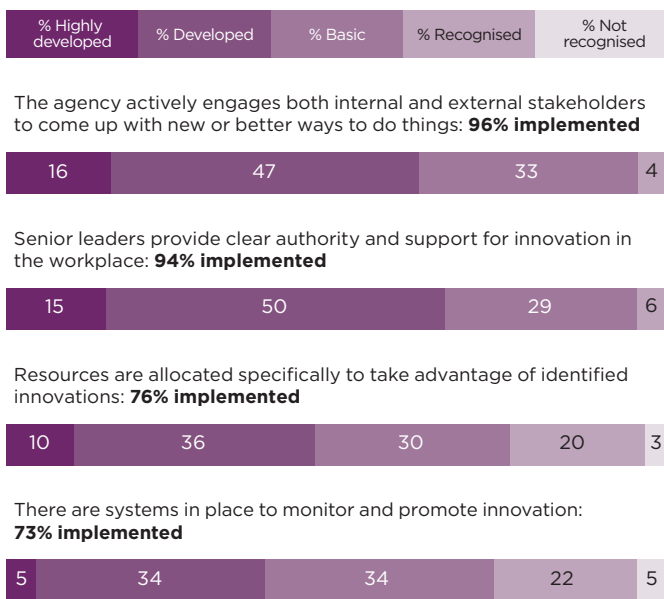 % Highly developed % Developed % Basic % Recognised % Not recognised
The agency actively engages both internal and external stakeholders
to come up with new or better ways to do things: 96% implemented
16 47 33 4
Senior leaders provide clear authority and support for innovation in
the workplace: 94% implemented
15 50 29 6
Resources are allocated specifically to take advantage of identified
innovations: 76% implemented
10 36 30 20 3
There are systems in place to monitor and promote innovation:
73% implemented
5 34 34 22 5